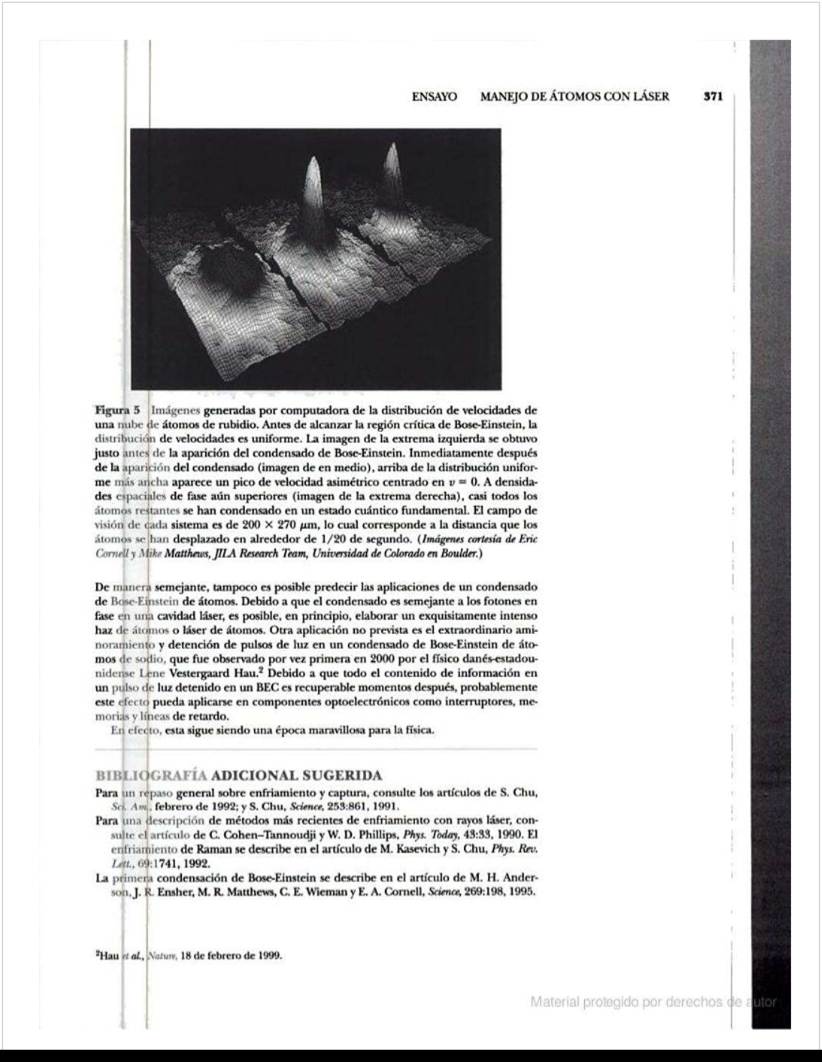 ENSAYO MANEJO DE ÁTOMOS CON LÁSER 371
Figura 5 Imágenes generadas por computadora de la distribución de velocidades de
una nube de átomos de rubidio. Antes de alcanzar la región crítica de Bose-Einstein, la
distribución de velocidades es uniforme. La imagen de la extrema izquierda se obtuvo
justo antes de la aparición del condensado de Bose-Einstein. Inmediatamente después
de la aparición del condensado (imagen de en medio), arriba de la distribución unifor-
me más ancha aparece un pico de velocidad asimétrico centrado en v = 0. A densida-
des espaciales de fase aún superiores (imagen de la extrema derecha), casi todos los
átomos restantes se han condensado en un estado cuántico fundamental. El campo de
visión de cada sistema es de 200 × 270 μm, lo cual corresponde a la distancia que los
átomos se han desplazado en alrededor de 1/20 de segundo. (Imágenes cortesía de Eric
Cornell y Mike Matthews, JILA Research Team, Universidad de Colorado en Boulder.)
De manera semejante, tampoco es posible predecir las aplicaciones de un condensado
de Bose-Einstein de átomos. Debido a que el condensado es semejante a los fotones en
fase en una cavidad láser, es posible, en principio, elaborar un exquisitamente intenso
haz de átomos o láser de átomos. Otra aplicación no prevista es el extraordinario ami-
noramiento y detención de pulsos de luz en un condensado de Bose-Einstein de áto-
mos de sodio, que fue observado por vez primera en 2000 por el físico danés-estadou-
nidense Lene Vestergaard Hau.² Debido a que todo el contenido de información en
un pulso de luz detenido en un BEC es recuperable momentos después, probablemente
este efecto pueda aplicarse en componentes optoelectrónicos como interruptores, me-
morias y líneas de retardo.
En efecto, esta sigue siendo una época maravillosa para la física.
BIBLIOGRAFÍA ADICIONAL SUGERIDA
Para un repaso general sobre enfriamiento y captura, consulte los artículos de S. Chu,
Sci. Am., febrero de 1992; y S. Chu, Science, 253:861, 1991.
Para una descripción de métodos más recientes de enfriamiento con rayos láser, con-
sulte el artículo de C. Cohen–Tannoudji y W. D. Phillips, Phys. Today, 43:33, 1990. El
enfriamiento de Raman se describe en el artículo de M. Kasevich y S. Chu, Phys. Rev.
Lett., 69:1741, 1992.
La primera condensación de Bose-Einstein se describe en el artículo de M. H. Ander-
son, J. R. Ensher, M. R. Matthews, C. E. Wieman y E. A. Cornell, Science, 269:198, 1995.
²Hau et al., Nature, 18 de febrero de 1999.
Material protegido por derechos de autor